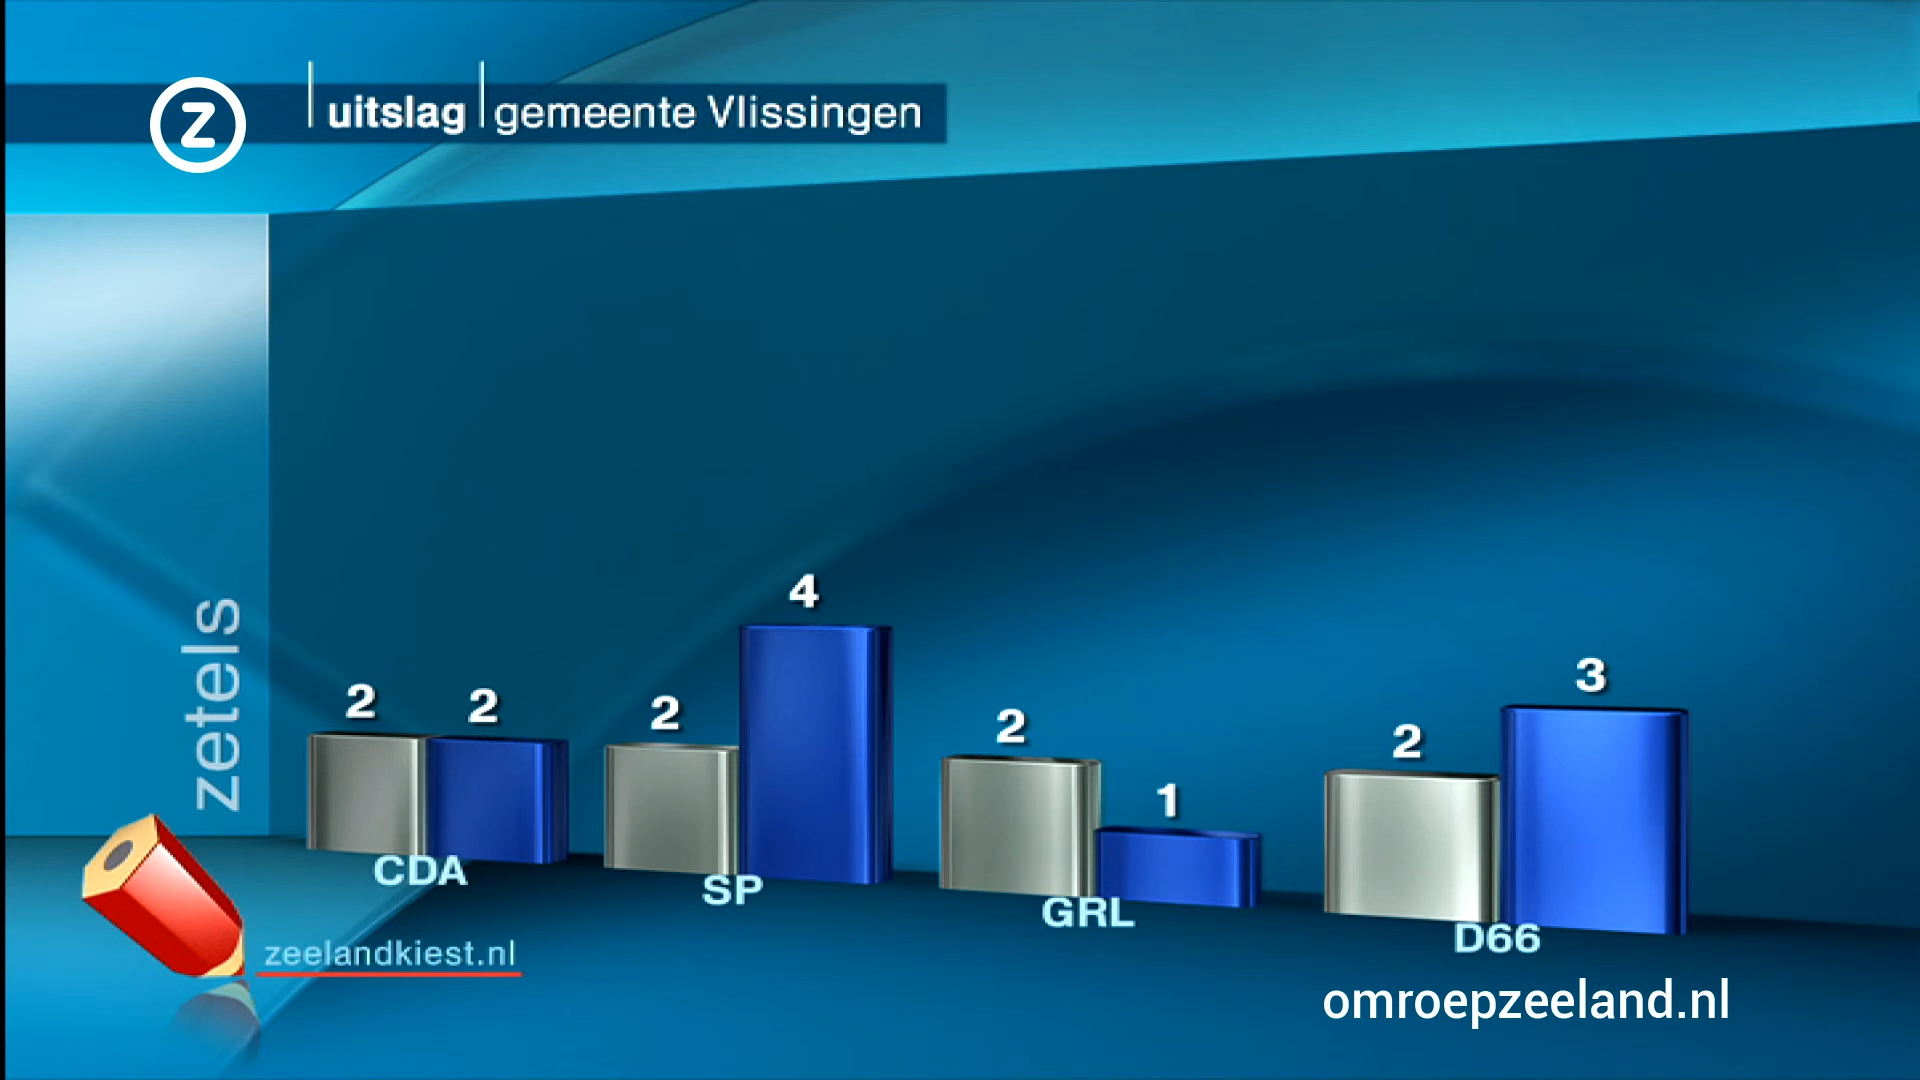 Z
uitslag gemeente Vlissingen
zetels
2 2 2 4 2 1 2 3
CDA SP GRL D66
zeelandkiest.nl
omroepzeeland.nl